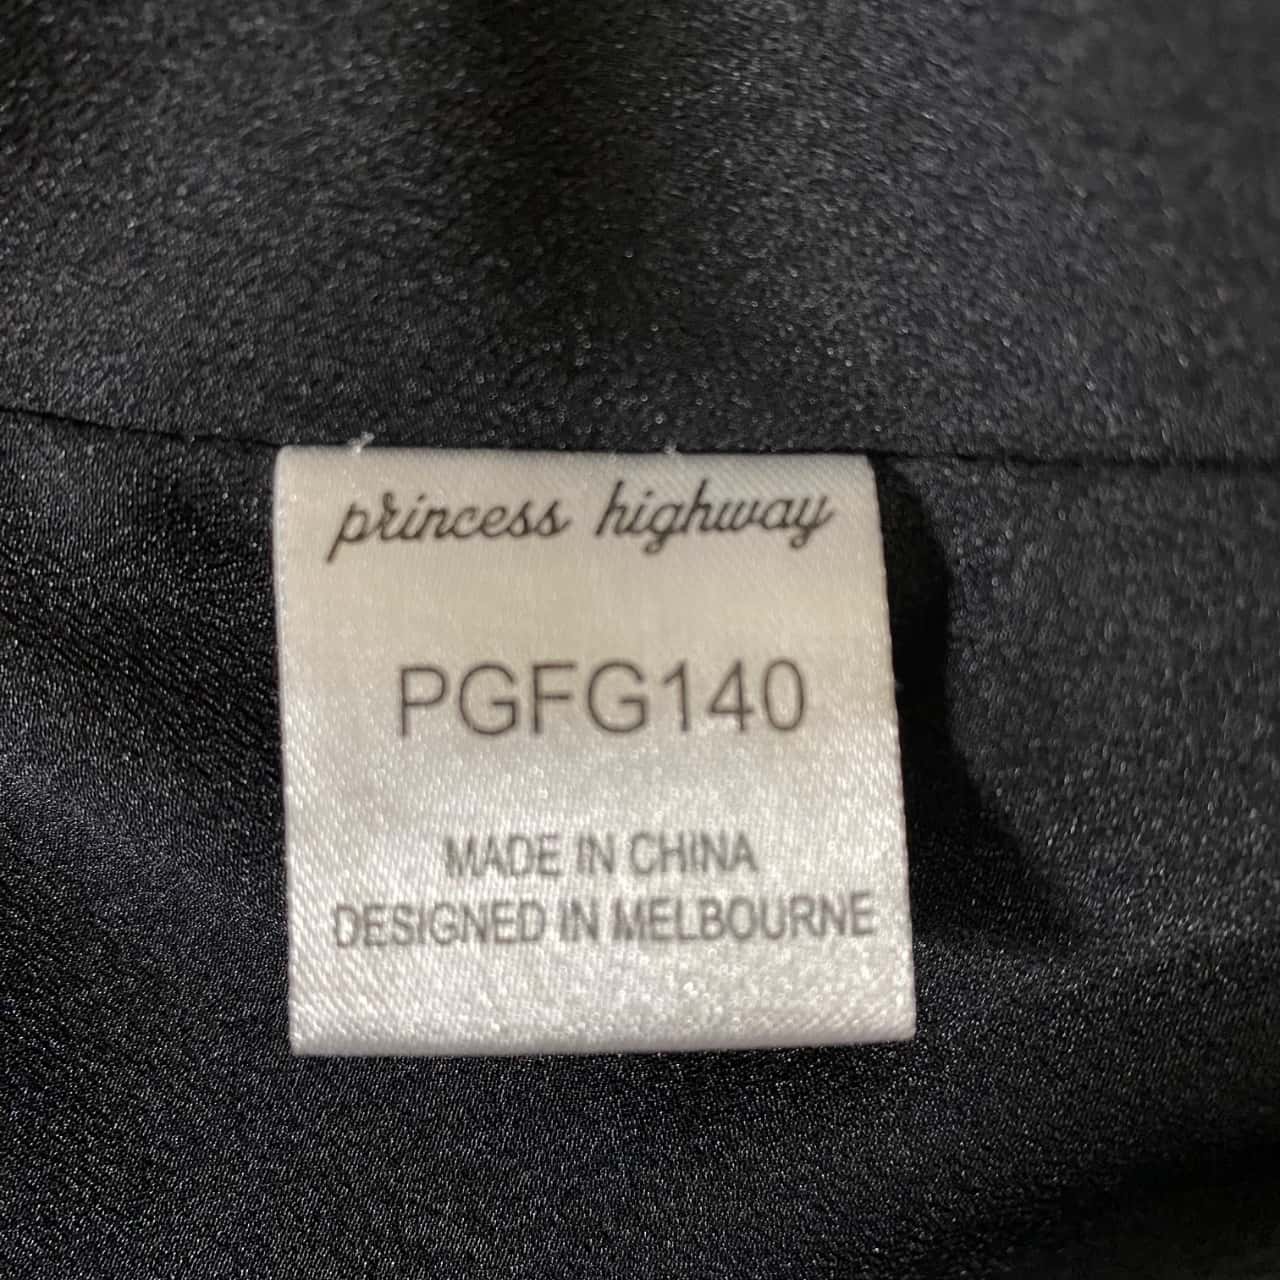 princess highway
PGFG140
MADE IN CHINA
DESIGNED IN MELBOURNE